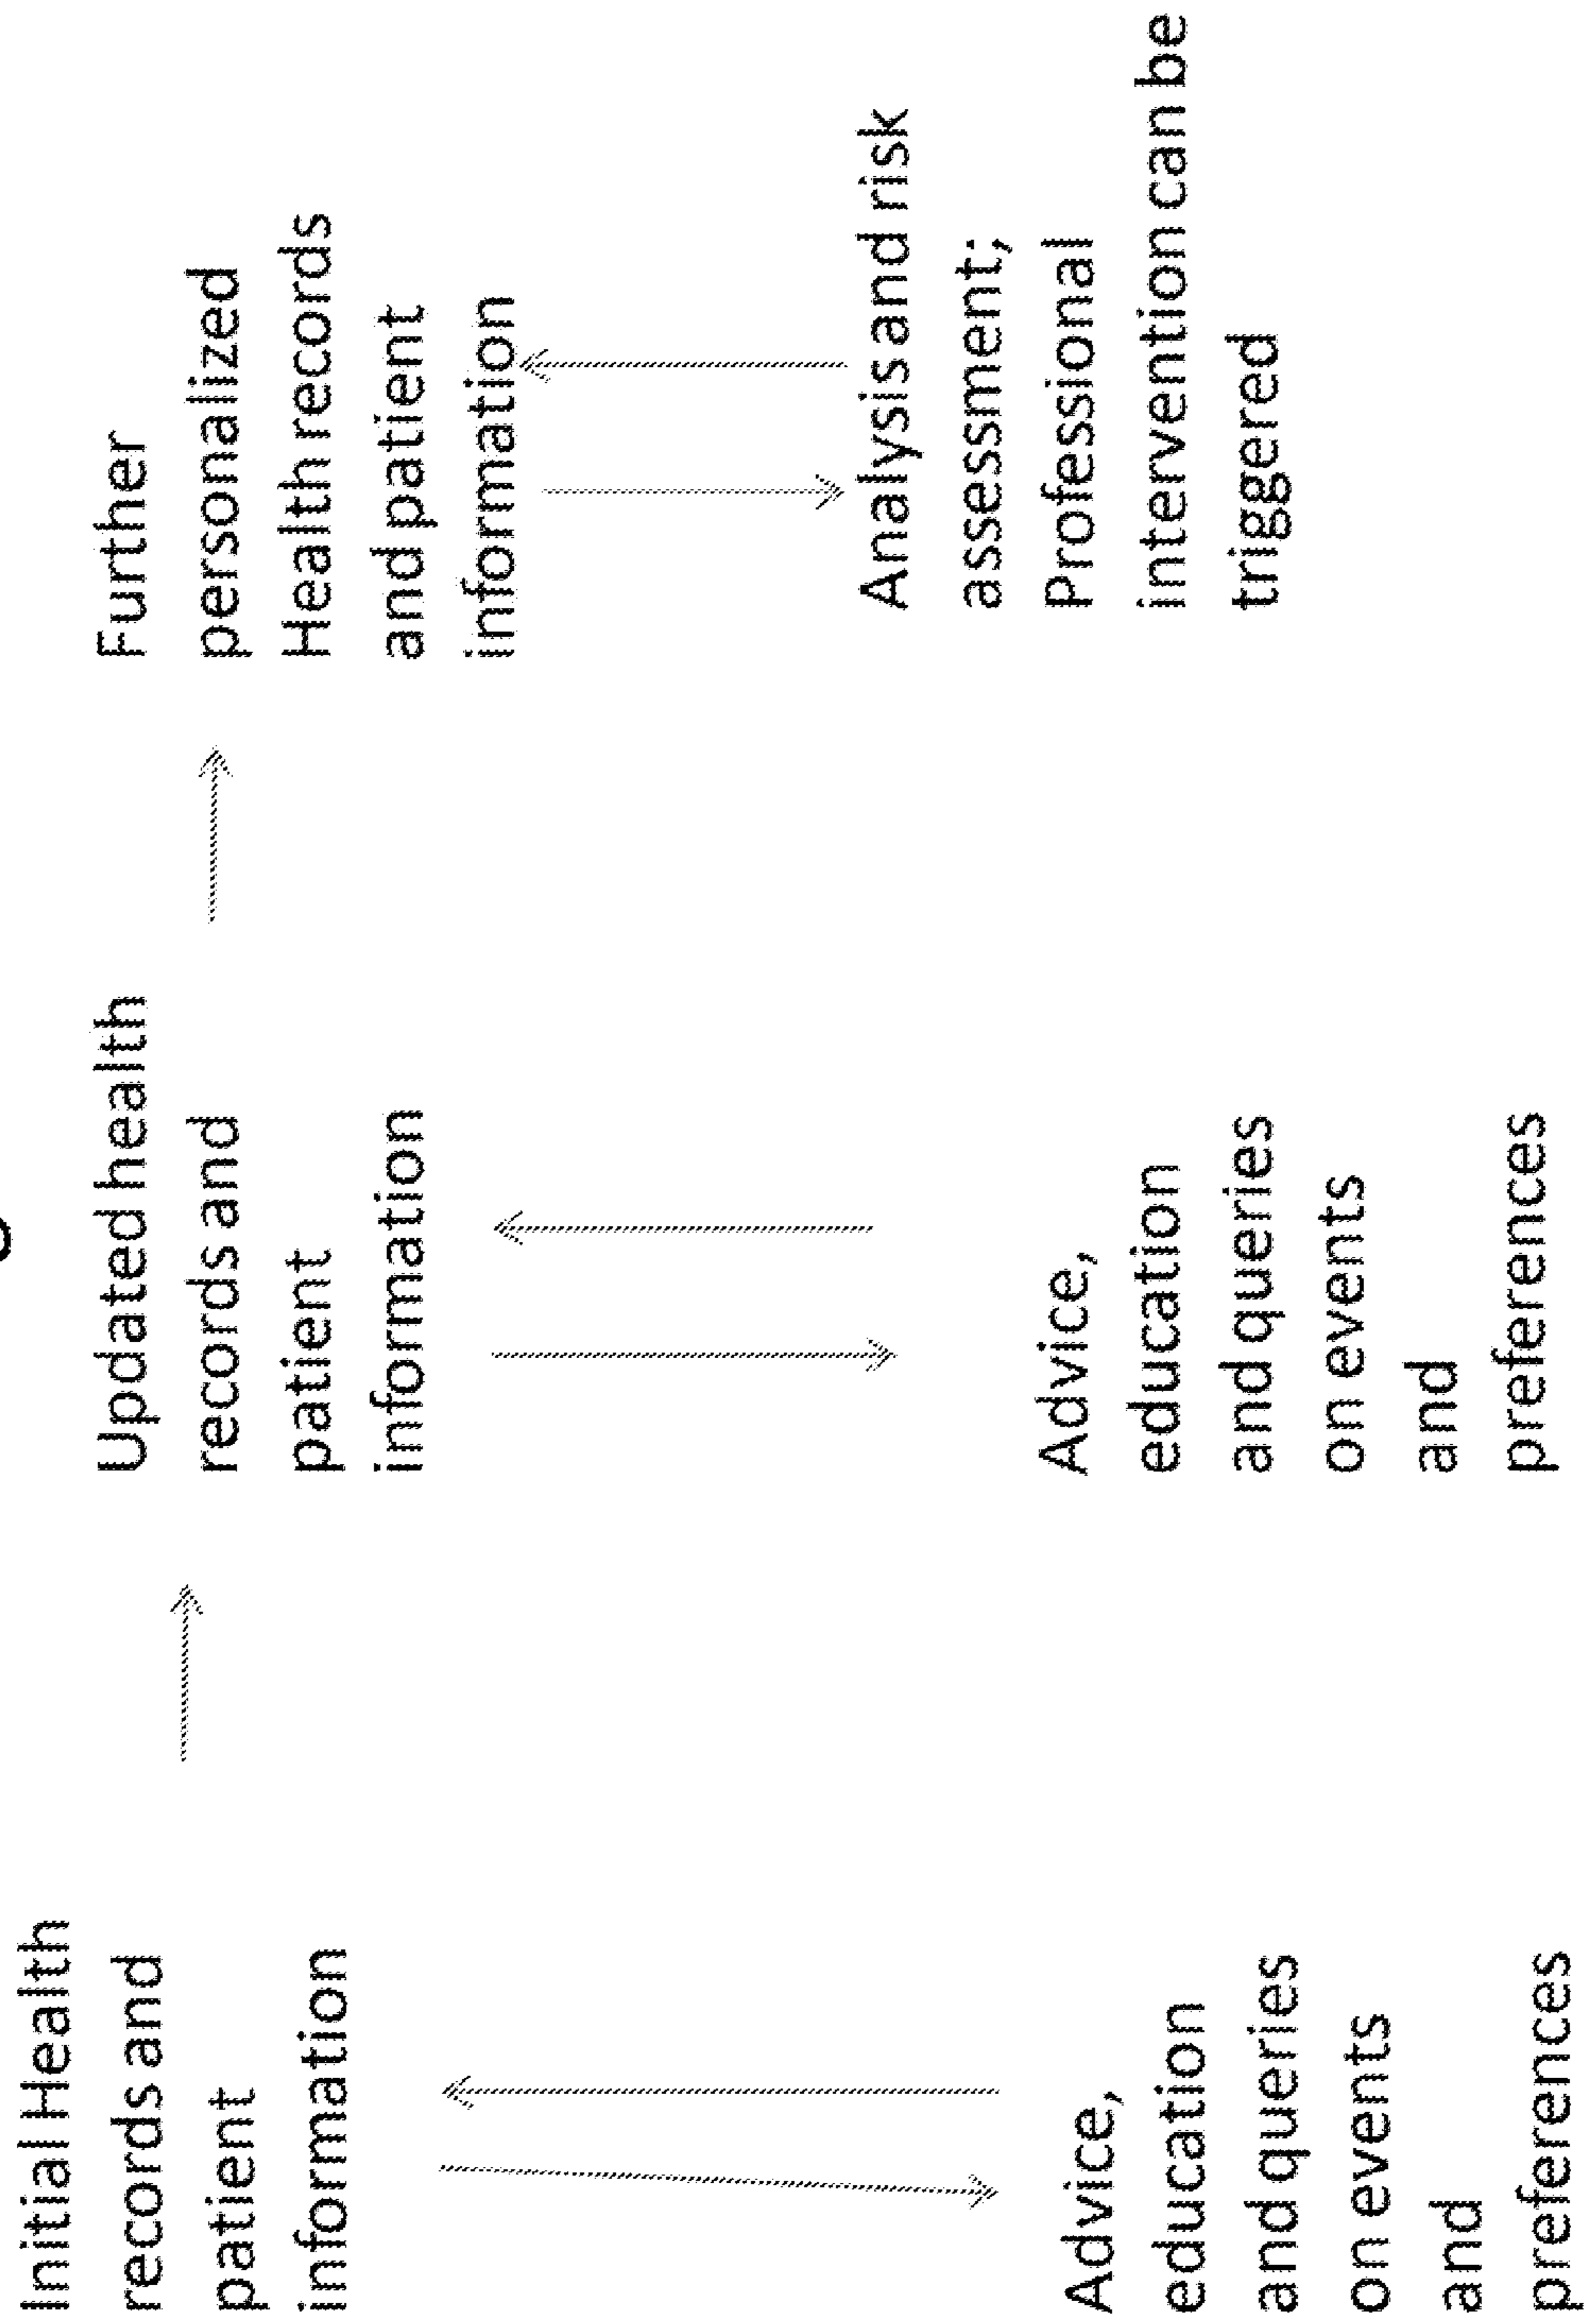 Initial Health
records and
patient
information
Updated health
records and
patient
information
Further
personalized
Health records
and patient
information
Advice,
education
and queries
on events
and
preferences
Advice,
education
and queries
on events
and
preferences
Analysis and risk
assessment;
Professional
intervention can be
triggered